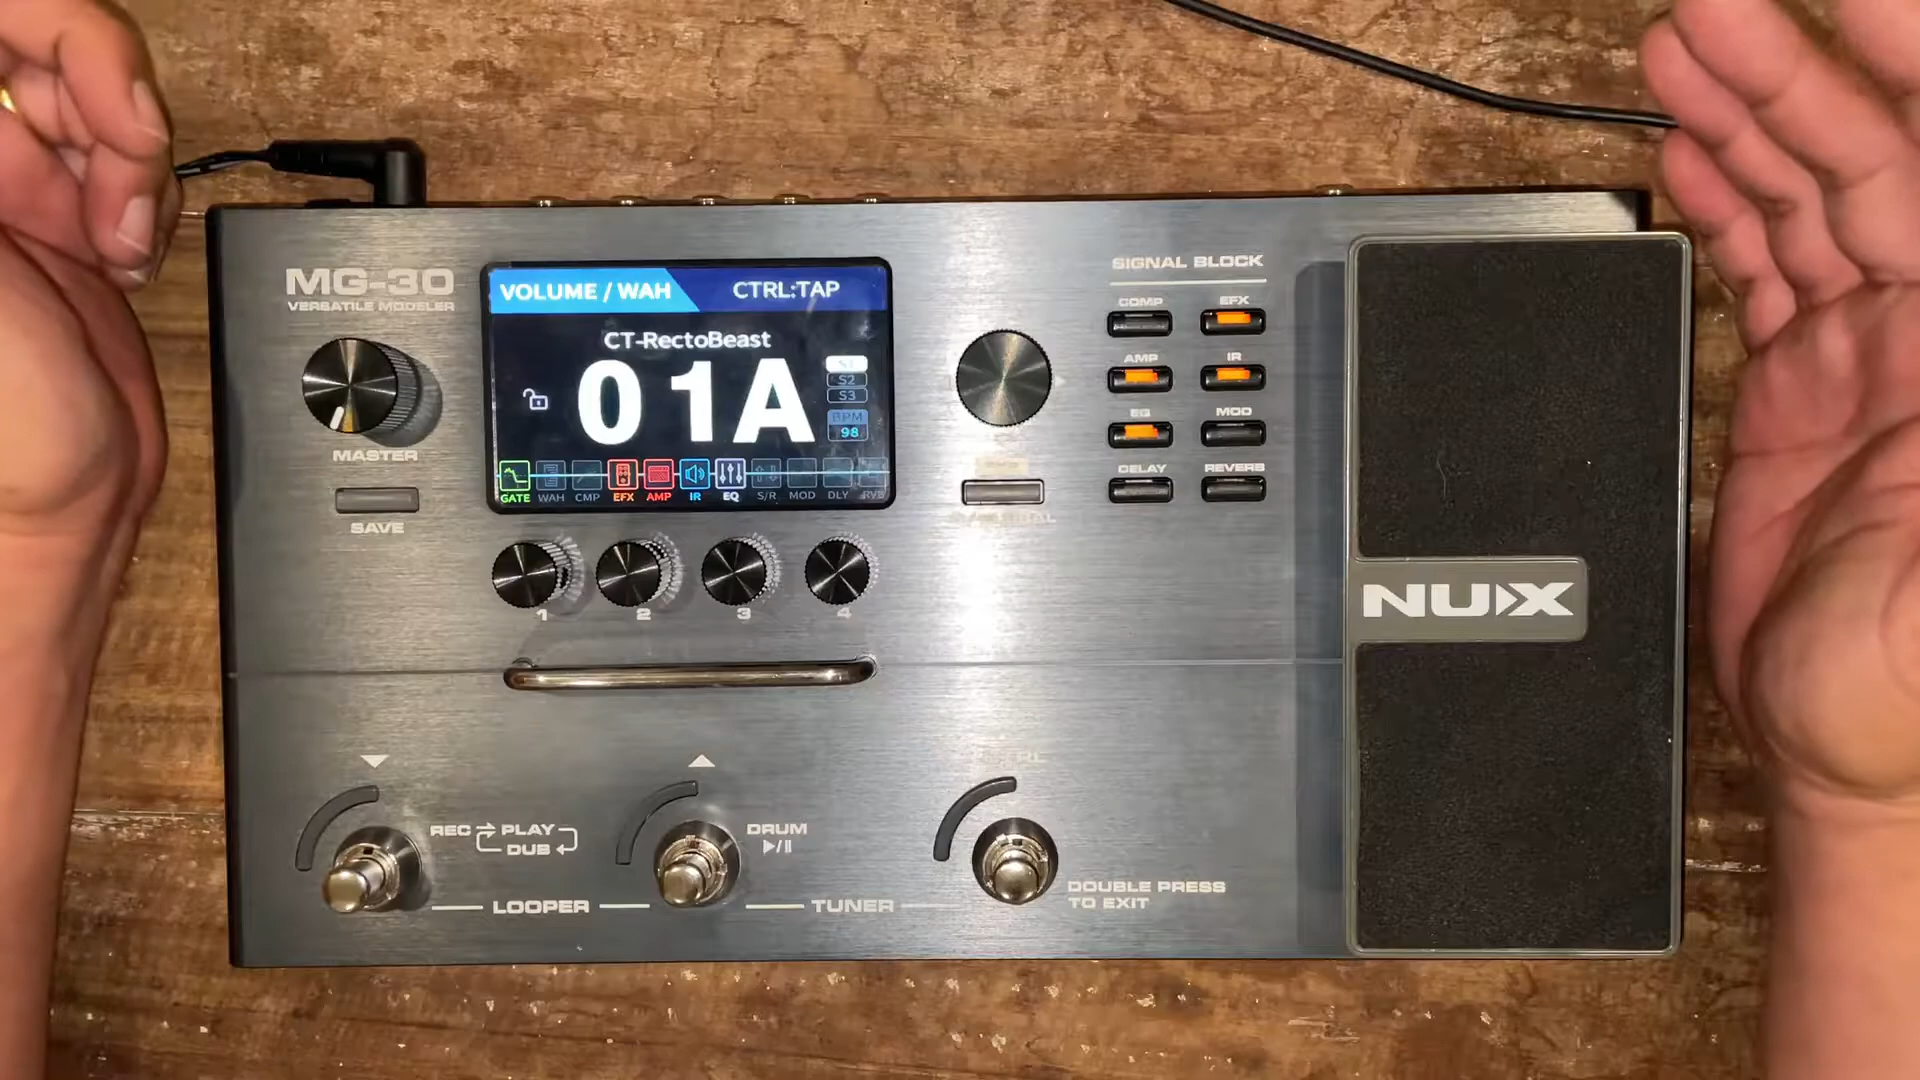 MG-30
VERSATILE MODELER
MASTER
SAVE
VOLUME / WAH
CTRL:TAP
CT-RectoBeast
01A
S1
S2
S3
BPM
98
GATE WAH CMP EFX AMP IR EQ S/R MOD DLY RVB
1 2 3 4
SIGNAL BLOCK
COMP EFX
AMP IR
EQ MOD
DELAY REVERB
NUX
REC PLAY
DUB
DRUM
LOOPER
TUNER
DOUBLE PRESS
TO EXIT